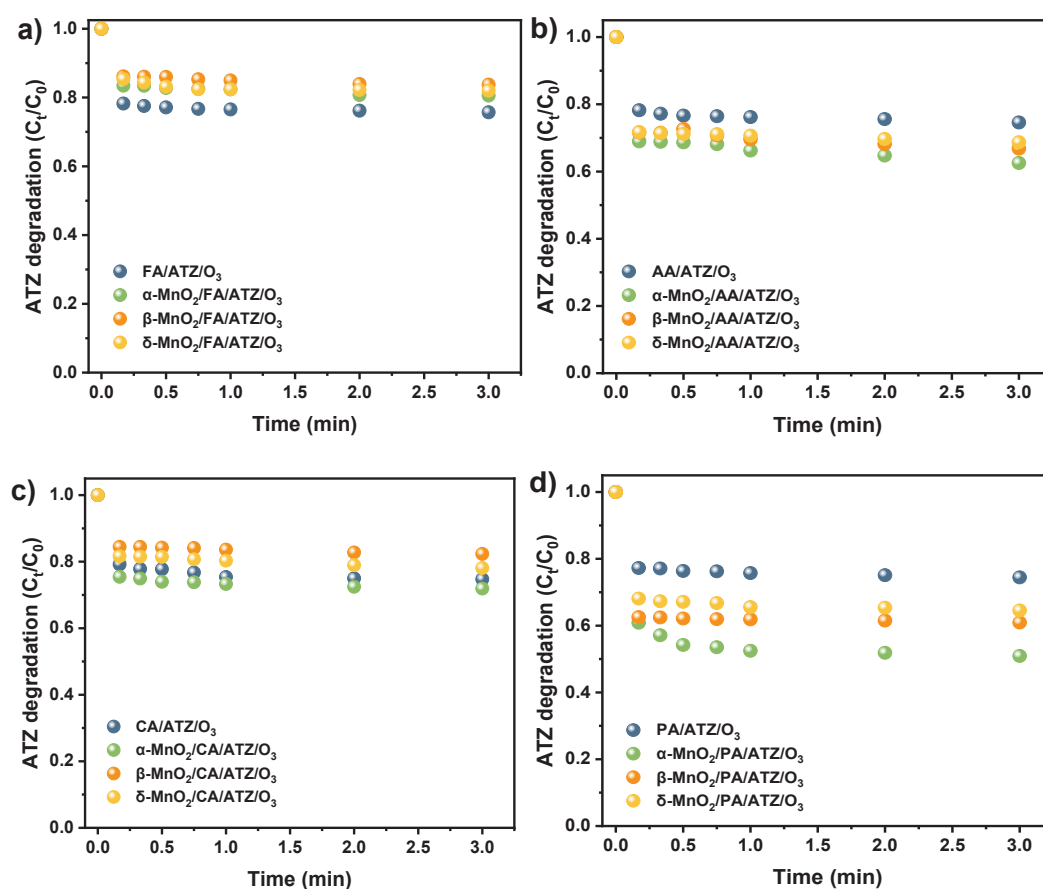 a)
ATZ degradation (Cₜ/C₀)
1.0
0.8
0.6
0.4
0.2
0.0
FA/ATZ/O₃
α-MnO₂/FA/ATZ/O₃
β-MnO₂/FA/ATZ/O₃
δ-MnO₂/FA/ATZ/O₃
0.0 0.5 1.0 1.5 2.0 2.5 3.0
Time (min)
b)
ATZ degradation (Cₜ/C₀)
1.0
0.8
0.6
0.4
0.2
0.0
AA/ATZ/O₃
α-MnO₂/AA/ATZ/O₃
β-MnO₂/AA/ATZ/O₃
δ-MnO₂/AA/ATZ/O₃
0.0 0.5 1.0 1.5 2.0 2.5 3.0
Time (min)
c)
ATZ degradation (Cₜ/C₀)
1.0
0.8
0.6
0.4
0.2
0.0
CA/ATZ/O₃
α-MnO₂/CA/ATZ/O₃
β-MnO₂/CA/ATZ/O₃
δ-MnO₂/CA/ATZ/O₃
0.0 0.5 1.0 1.5 2.0 2.5 3.0
Time (min)
d)
ATZ degradation (Cₜ/C₀)
1.0
0.8
0.6
0.4
0.2
0.0
PA/ATZ/O₃
α-MnO₂/PA/ATZ/O₃
β-MnO₂/PA/ATZ/O₃
δ-MnO₂/PA/ATZ/O₃
0.0 0.5 1.0 1.5 2.0 2.5 3.0
Time (min)